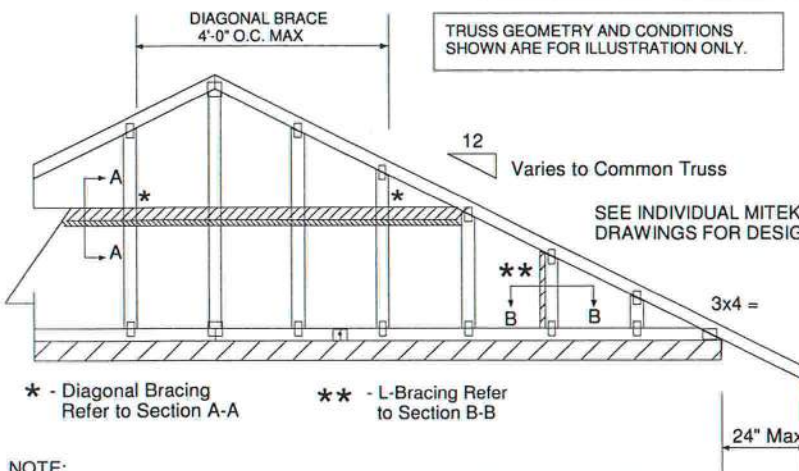 DIAGONAL BRACE
4'-0" O.C. MAX
TRUSS GEOMETRY AND CONDITIONS
SHOWN ARE FOR ILLUSTRATION ONLY.
12
Varies to Common Truss
A
*
*
SEE INDIVIDUAL MITEK
DRAWINGS FOR DESIG
A
**
B
B
3x4 =
* - Diagonal Bracing
Refer to Section A-A
** - L-Bracing Refer
to Section B-B
24" Max
NOTE: